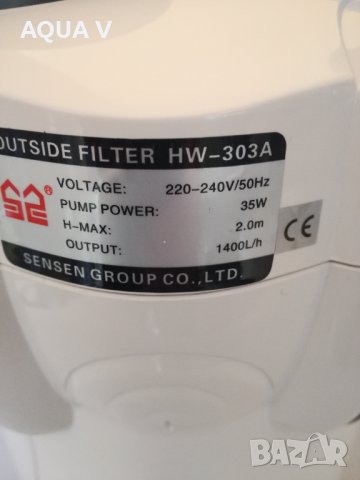 AQUA V
OUTSIDE FILTER HW-303A
VOLTAGE: 220-240V/50Hz
PUMP POWER: 35W
H-MAX: 2.0m
OUTPUT: 1400L/h
SENSEN GROUP CO.,LTD.
®
CE
BAZAR
bg